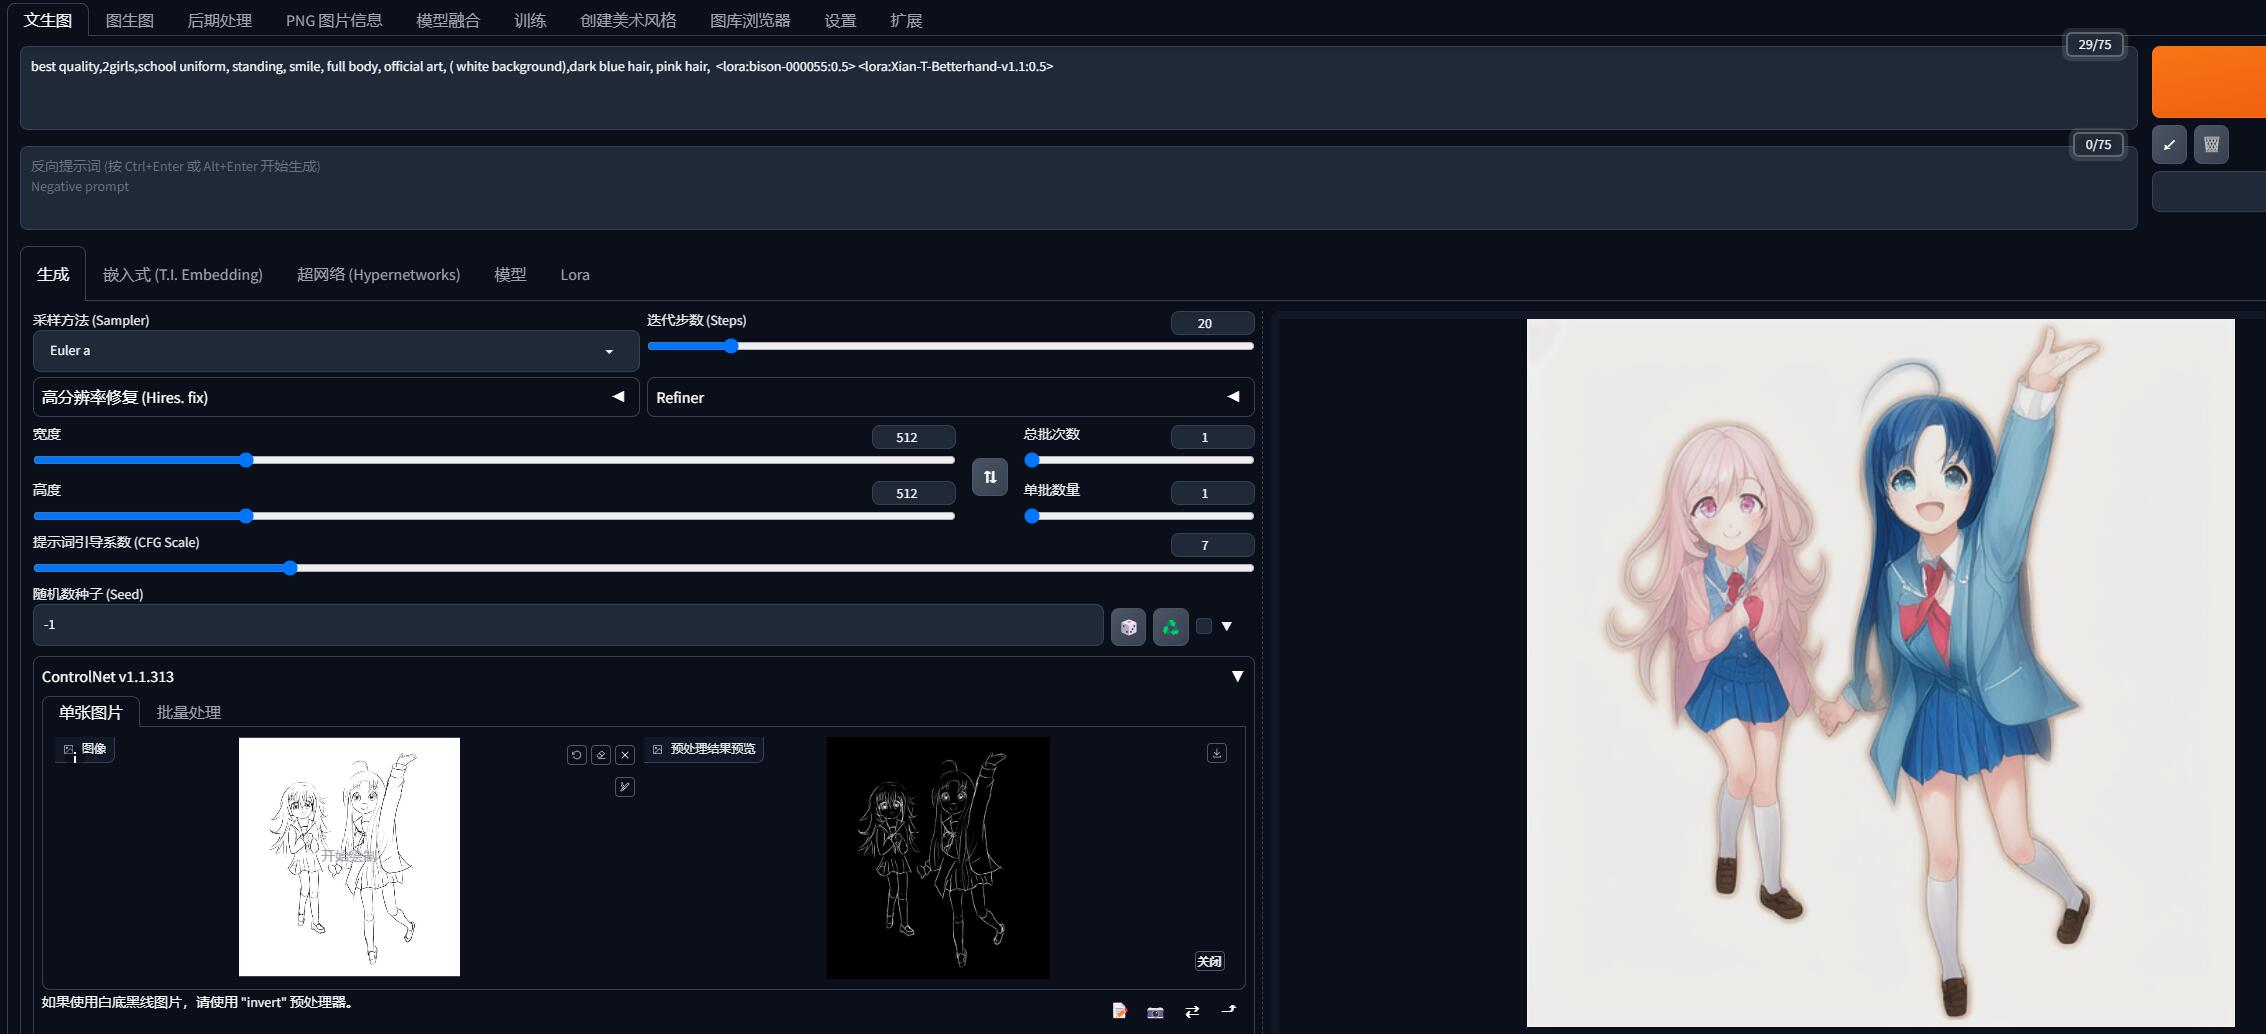 文生图 图生图 后期处理 PNG 图片信息 模型融合 训练 创建美术风格 图库浏览器 设置 扩展
29/75
best quality,2girls,school uniform, standing, smile, full body, official art, ( white background),dark blue hair, pink hair, <lora:bison-000055:0.5> <lora:Xian-T-Betterhand-v1.1:0.5>
0/75
反向提示词 (按 Ctrl+Enter 或 Alt+Enter 开始生成)
Negative prompt
生成 嵌入式 (T.I. Embedding) 超网络 (Hypernetworks) 模型 Lora
采样方法 (Sampler)
Euler a
迭代步数 (Steps)
20
高分辨率修复 (Hires. fix)
Refiner
宽度
512
总批次数
1
高度
512
单批数量
1
提示词引导系数 (CFG Scale)
7
随机数种子 (Seed)
-1
ControlNet v1.1.313
单张图片 批量处理
图像
预处理结果预览
开始绘制
关闭
如果使用白底黑线图片，请使用 "invert" 预处理器。